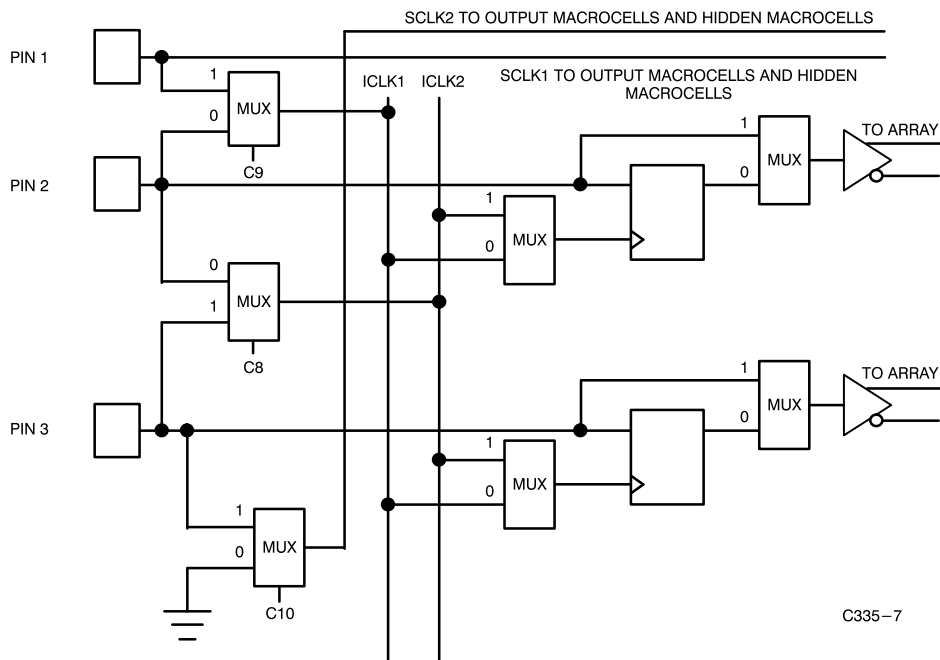 SCLK2 TO OUTPUT MACROCELLS AND HIDDEN MACROCELLS
PIN 1
1
MUX
0
C9
ICLK1
ICLK2
SCLK1 TO OUTPUT MACROCELLS AND HIDDEN
MACROCELLS
1
MUX
0
TO ARRAY
PIN 2
1
MUX
0
0
MUX
1
C8
1
MUX
0
TO ARRAY
PIN 3
1
MUX
0
1
MUX
0
C10
C335-7